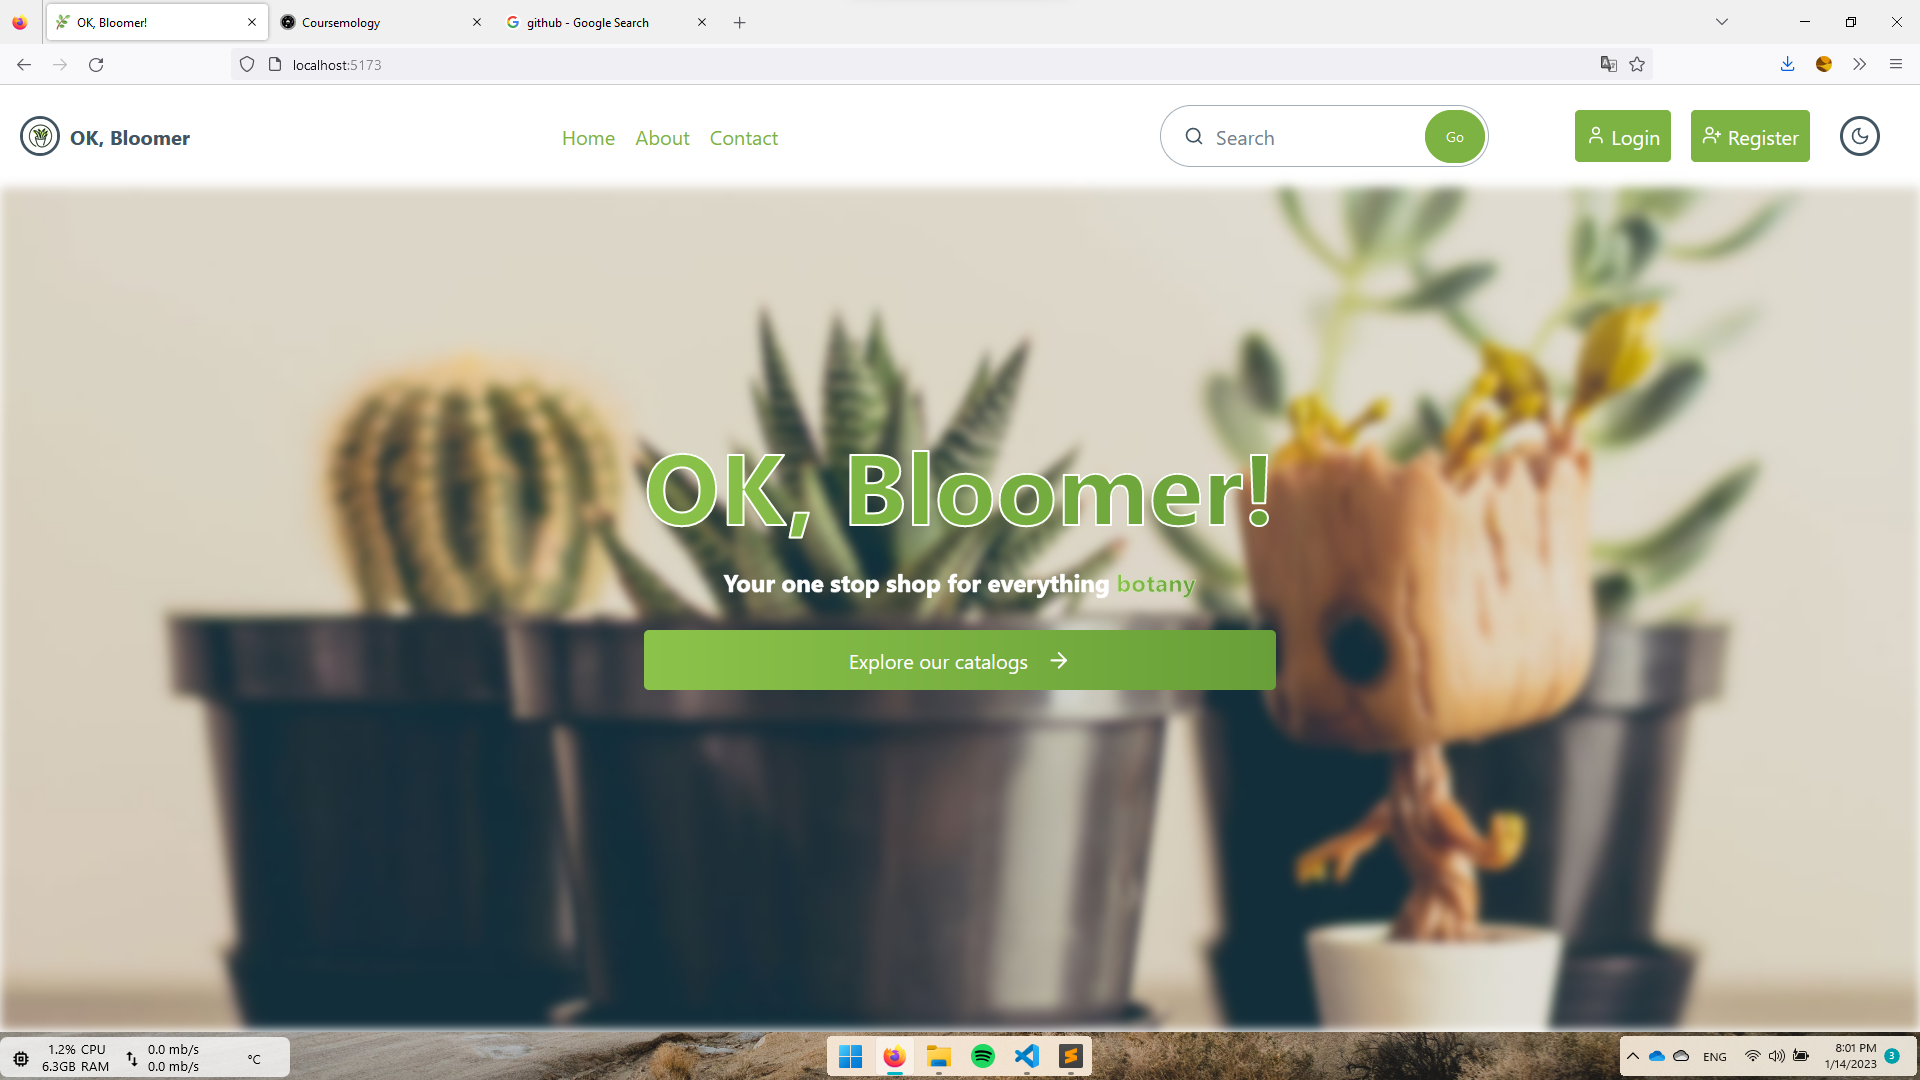 OK, Bloomer!
Coursemology
github - Google Search
localhost:5173
OK, Bloomer
Home About Contact
Search
Go
Login
Register
OK, Bloomer!
Your one stop shop for everything botany
Explore our catalogs
1.2% CPU
6.3GB RAM
0.0 mb/s
0.0 mb/s
°C
ENG
8:01 PM
1/14/2023
3